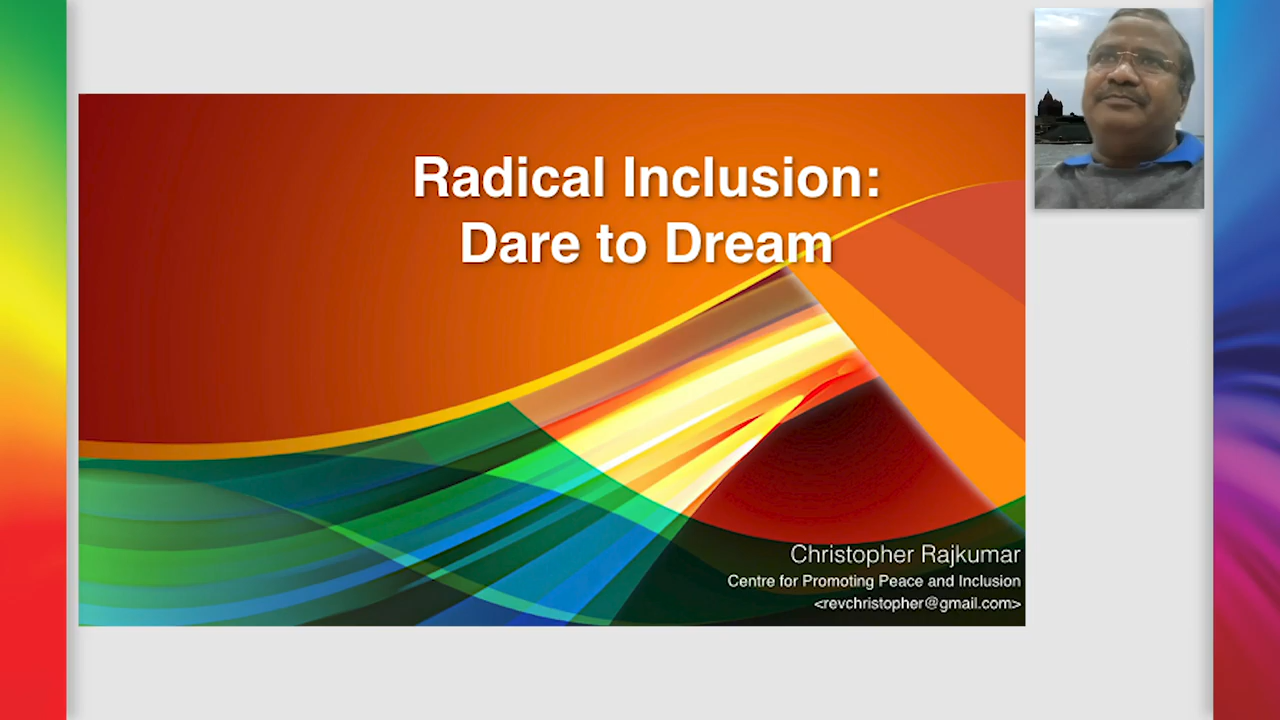 Radical Inclusion:
Dare to Dream
Christopher Rajkumar
Centre for Promoting Peace and Inclusion
<revchristopher@gmail.com>